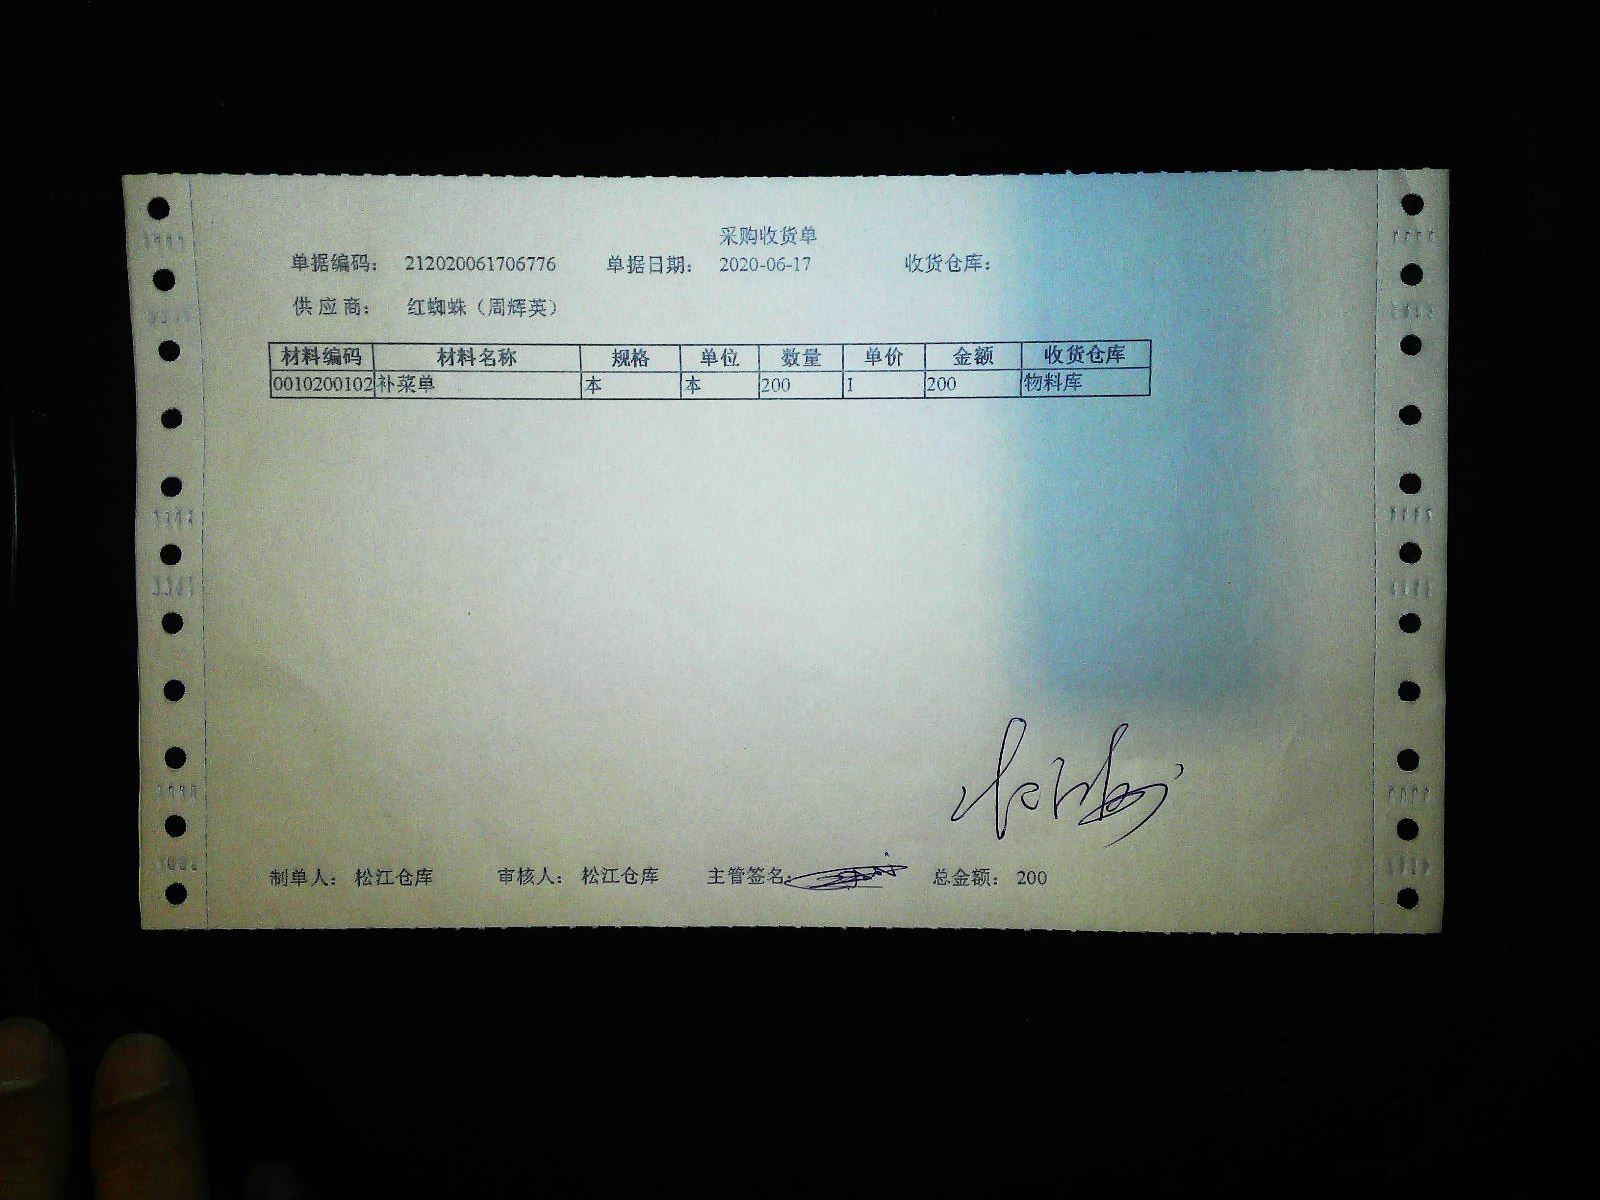 采购收货单
单据编码： 212020061706776 单据日期： 2020-06-17 收货仓库：
供应商： 红蜘蛛（周辉英）
材料编码 材料名称 规格 单位 数量 单价 金额 收货仓库
0010200102 补菜单 本 本 200 1 200 物料库
制单人： 松江仓库 审核人： 松江仓库 主管签名： 总金额： 200